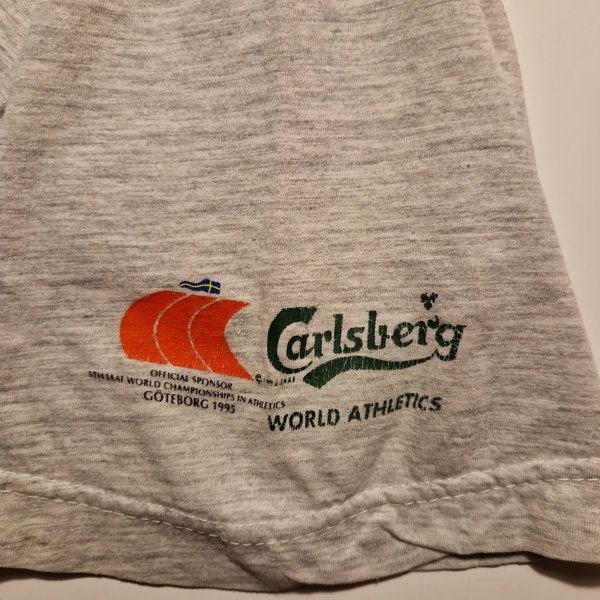 OFFICIAL SPONSOR
5TH IAAF WORLD CHAMPIONSHIPS IN ATHLETICS
GÖTEBORG 1995
Carlsberg
WORLD ATHLETICS